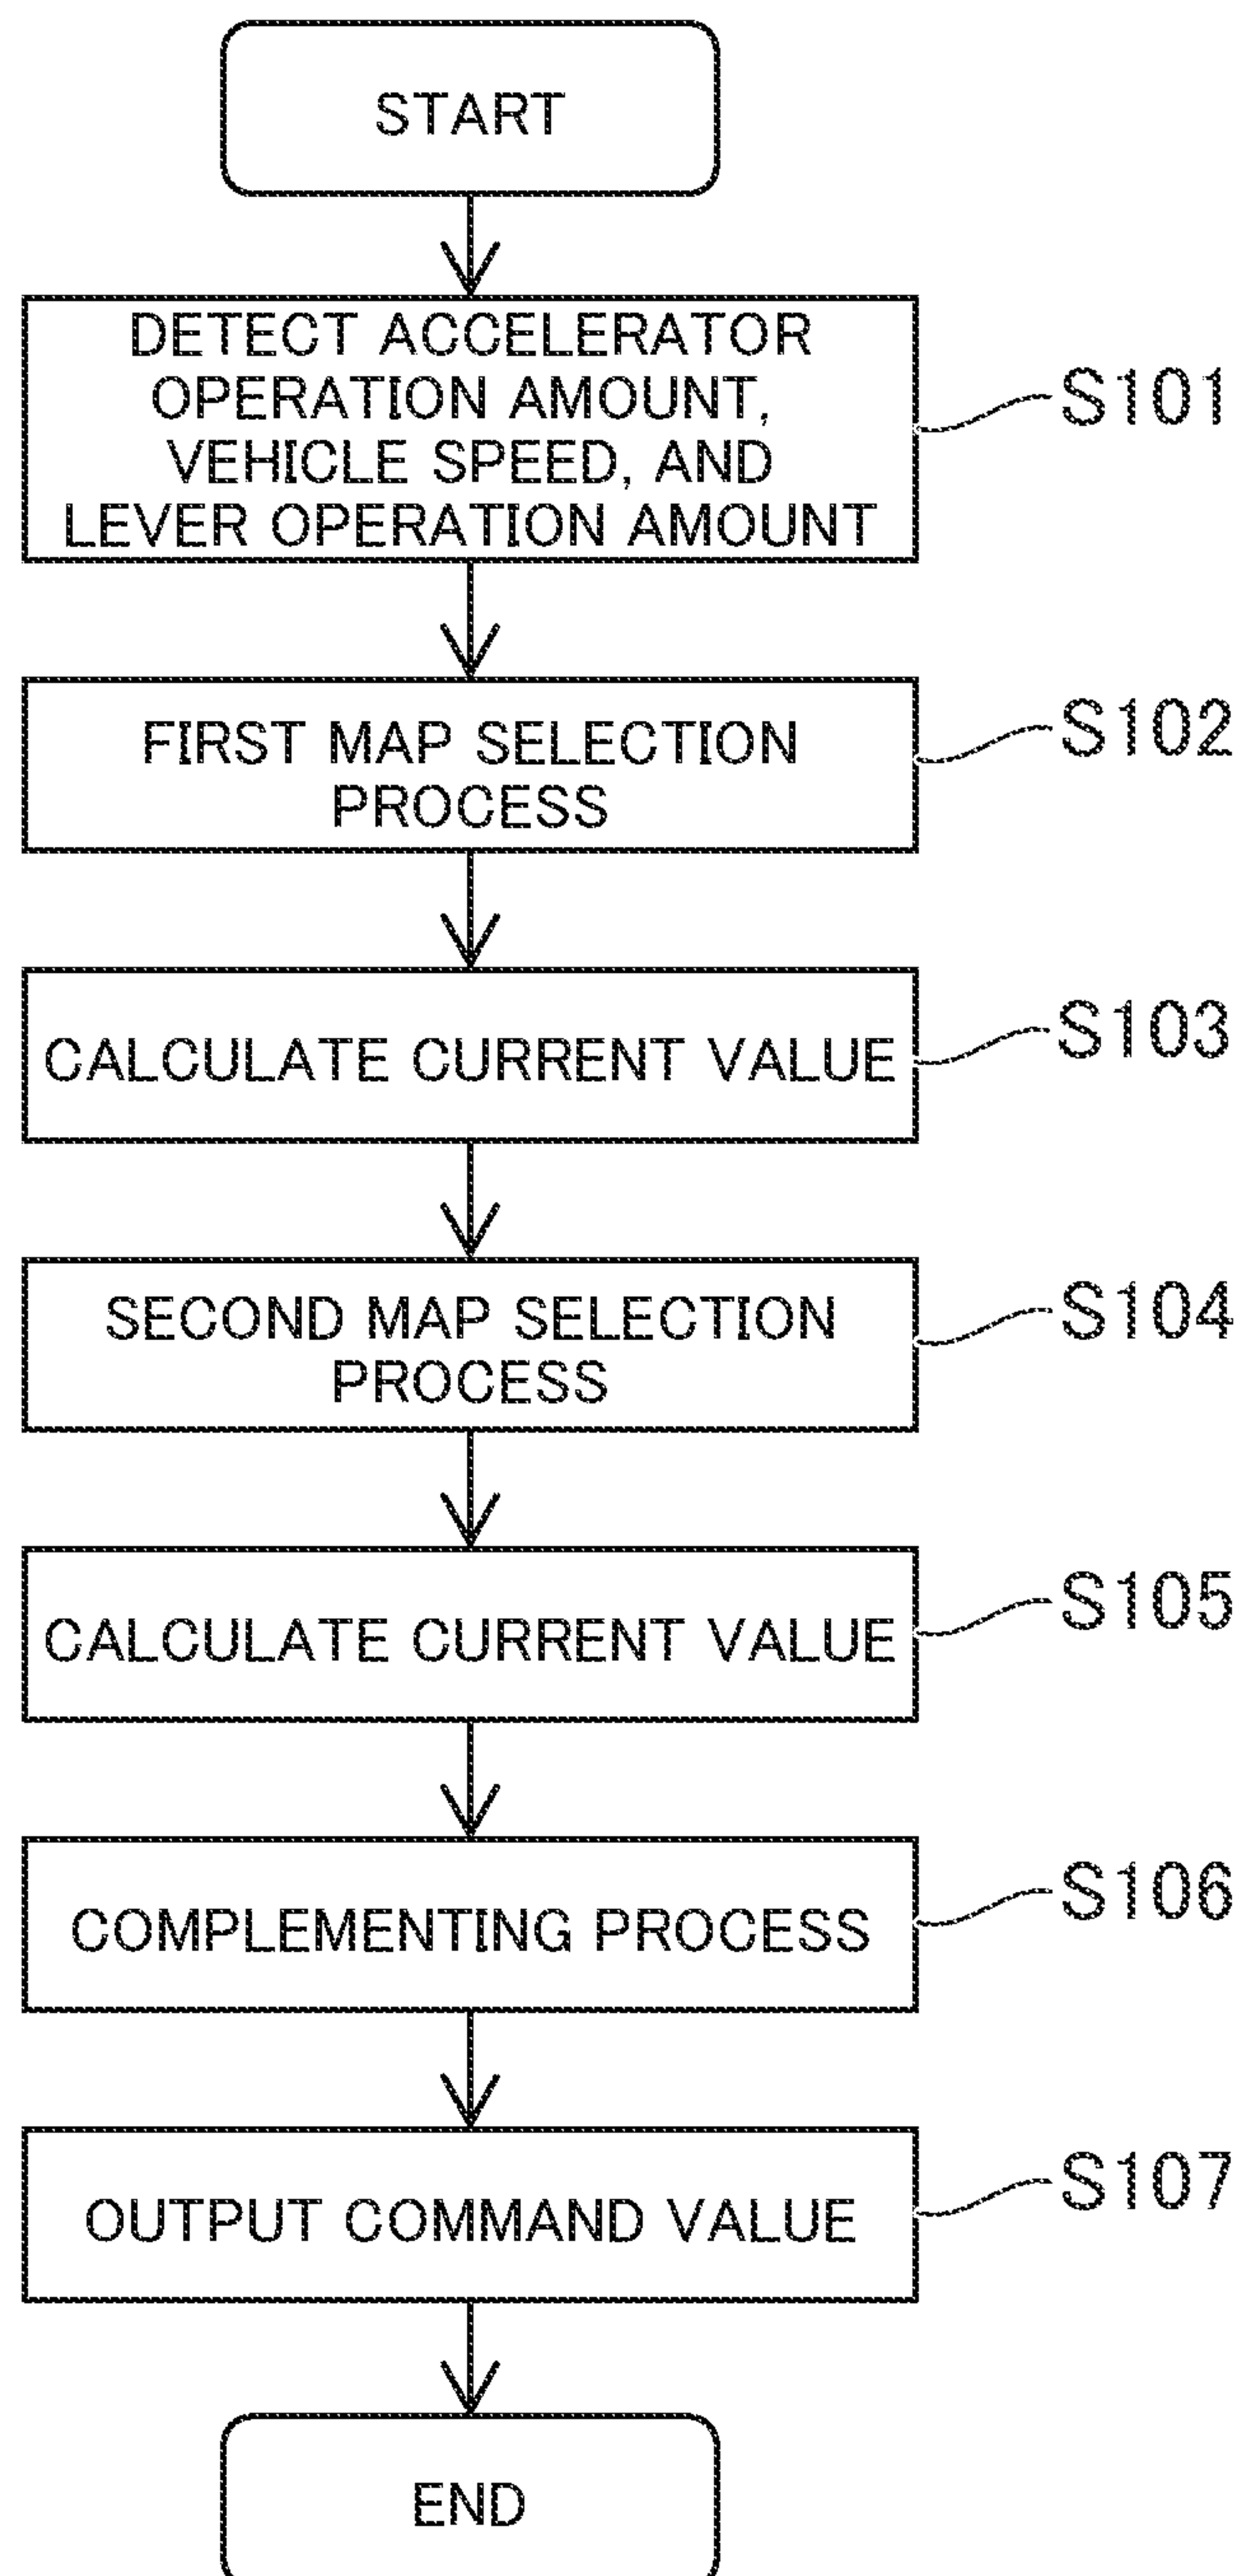 START
DETECT ACCELERATOR
OPERATION AMOUNT,
VEHICLE SPEED, AND
LEVER OPERATION AMOUNT
S101
FIRST MAP SELECTION
PROCESS
S102
CALCULATE CURRENT VALUE
S103
SECOND MAP SELECTION
PROCESS
S104
CALCULATE CURRENT VALUE
S105
COMPLEMENTING PROCESS
S106
OUTPUT COMMAND VALUE
S107
END